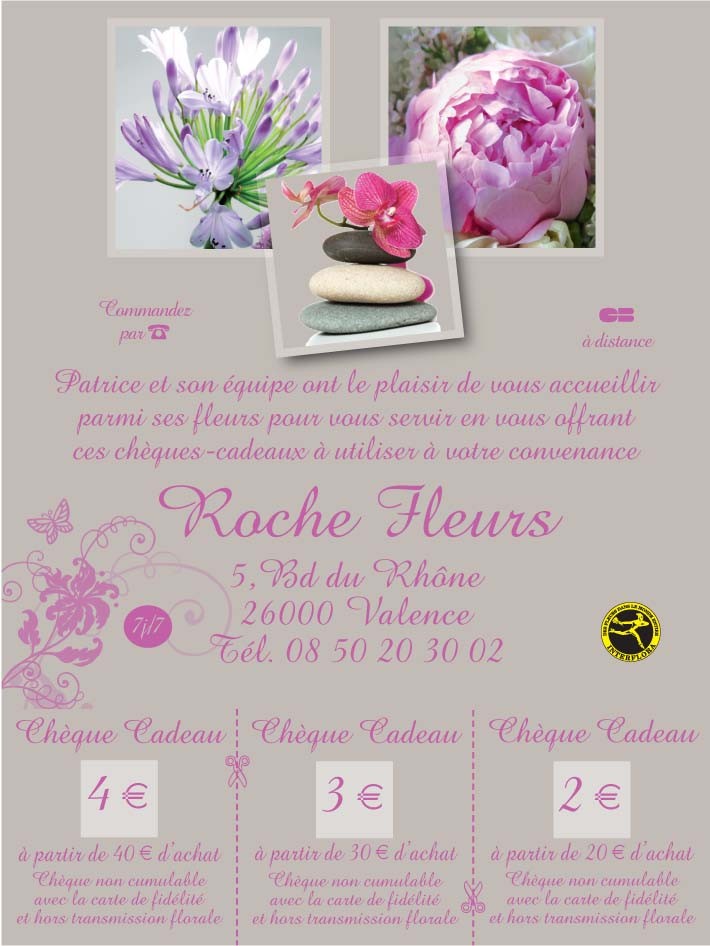 Commandez
par
CB
à distance
Patrice et son équipe ont le plaisir de vous accueillir
parmi ses fleurs pour vous servir en vous offrant
ces chèques-cadeaux à utiliser à votre convenance
Roche Fleurs
5, Bd du Rhône
26000 Valence
Tél. 08 50 20 30 02
7j/7
INTERFLORA
Chèque Cadeau
4 €
à partir de 40 € d'achat
Chèque non cumulable
avec la carte de fidélité
et hors transmission florale
Chèque Cadeau
3 €
à partir de 30 € d'achat
Chèque non cumulable
avec la carte de fidélité
et hors transmission florale
Chèque Cadeau
2 €
à partir de 20 € d'achat
Chèque non cumulable
avec la carte de fidélité
et hors transmission florale